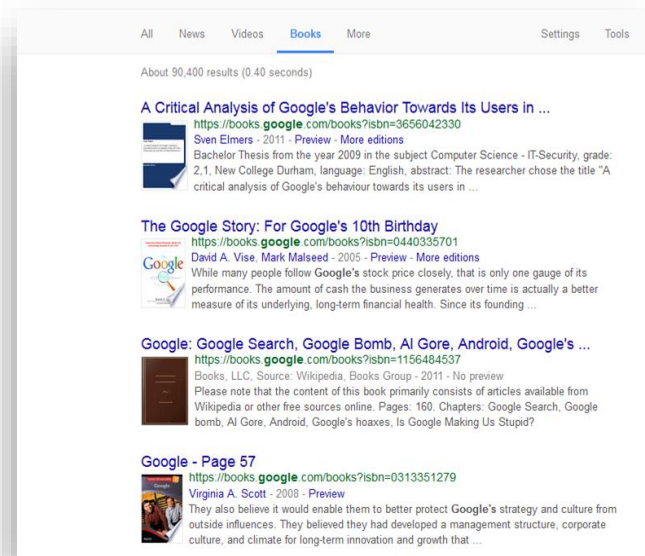 All News Videos Books More Settings Tools
About 90,400 results (0.40 seconds)
A Critical Analysis of Google's Behavior Towards Its Users in ...
https://books.google.com/books?isbn=3656042330
Sven Elmers - 2011 - Preview - More editions
Bachelor Thesis from the year 2009 in the subject Computer Science - IT-Security, grade:
2,1, New College Durham, language: English, abstract: The researcher chose the title "A
critical analysis of Google's behaviour towards its users in ...
The Google Story: For Google's 10th Birthday
https://books.google.com/books?isbn=0440335701
David A. Vise, Mark Malseed - 2005 - Preview - More editions
Google
While many people follow Google's stock price closely, that is only one gauge of its
performance. The amount of cash the business generates over time is actually a better
measure of its underlying, long-term financial health. Since its founding ...
Google: Google Search, Google Bomb, Al Gore, Android, Google's ...
https://books.google.com/books?isbn=1156484537
Books, LLC, Source: Wikipedia, Books Group - 2011 - No preview
Please note that the content of this book primarily consists of articles available from
Wikipedia or other free sources online. Pages: 160. Chapters: Google Search, Google
bomb, Al Gore, Android, Google's hoaxes, Is Google Making Us Stupid?
Google - Page 57
https://books.google.com/books?isbn=0313351279
Virginia A. Scott - 2008 - Preview
They also believe it would enable them to better protect Google's strategy and culture from
outside influences. They believed they had developed a management structure, corporate
culture, and climate for long-term innovation and growth that ...